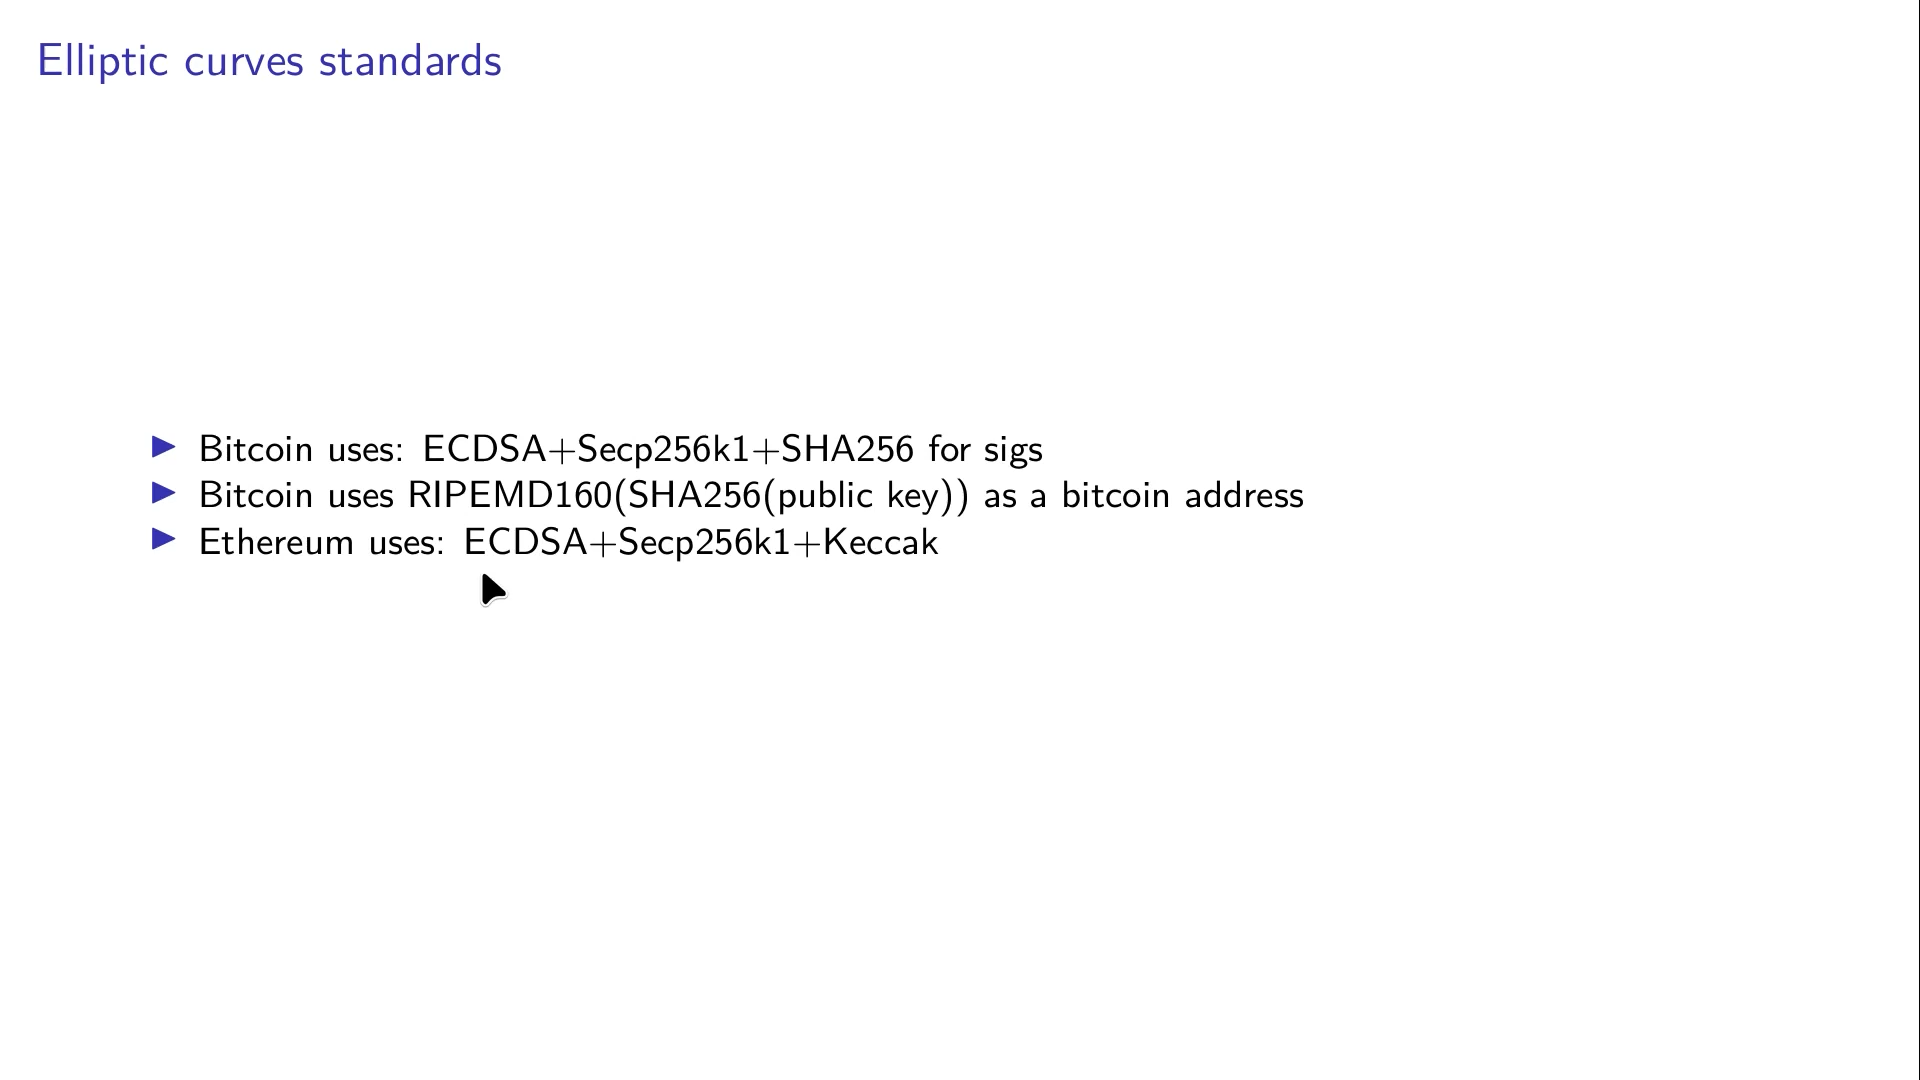 Elliptic curves standards
▶ Bitcoin uses: ECDSA+Secp256k1+SHA256 for sigs
▶ Bitcoin uses RIPEMD160(SHA256(public key)) as a bitcoin address
▶ Ethereum uses: ECDSA+Secp256k1+Keccak